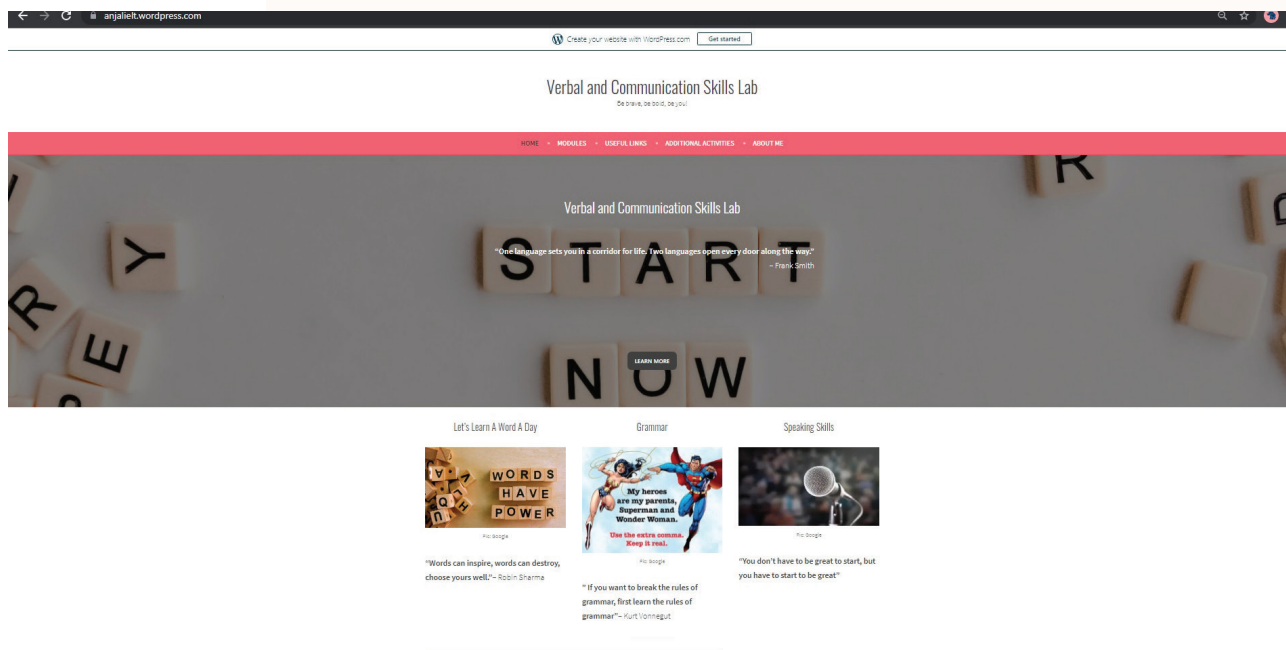 anjalielt.wordpress.com
Create your website with WordPress.com
Get started
Verbal and Communication Skills Lab
Be brave, be bold, be you!
HOME
MODULES
USEFUL LINKS
ADDITIONAL ACTIVITIES
ABOUT ME
Verbal and Communication Skills Lab
“One language sets you in a corridor for life. Two languages open every door along the way.”
– Frank Smith
START
NOW
LEARN MORE
Let’s Learn A Word A Day
WORDS
HAVE
POWER
Pic: Google
“Words can inspire, words can destroy,
choose yours well.”– Robin Sharma
Grammar
My heroes
are my parents,
Superman and
Wonder Woman.
Use the extra comma.
Keep it real.
Pic: Google
“ If you want to break the rules of
grammar, first learn the rules of
grammar”– Kurt Vonnegut
Speaking Skills
Pic: Google
“You don’t have to be great to start, but
you have to start to be great”